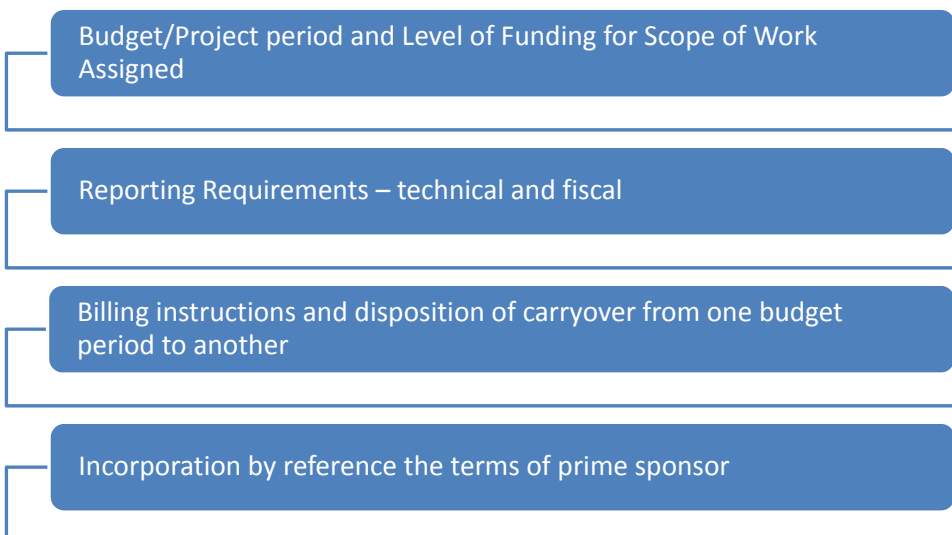 Budget/Project period and Level of Funding for Scope of Work
Assigned
Reporting Requirements – technical and fiscal
Billing instructions and disposition of carryover from one budget
period to another
Incorporation by reference the terms of prime sponsor